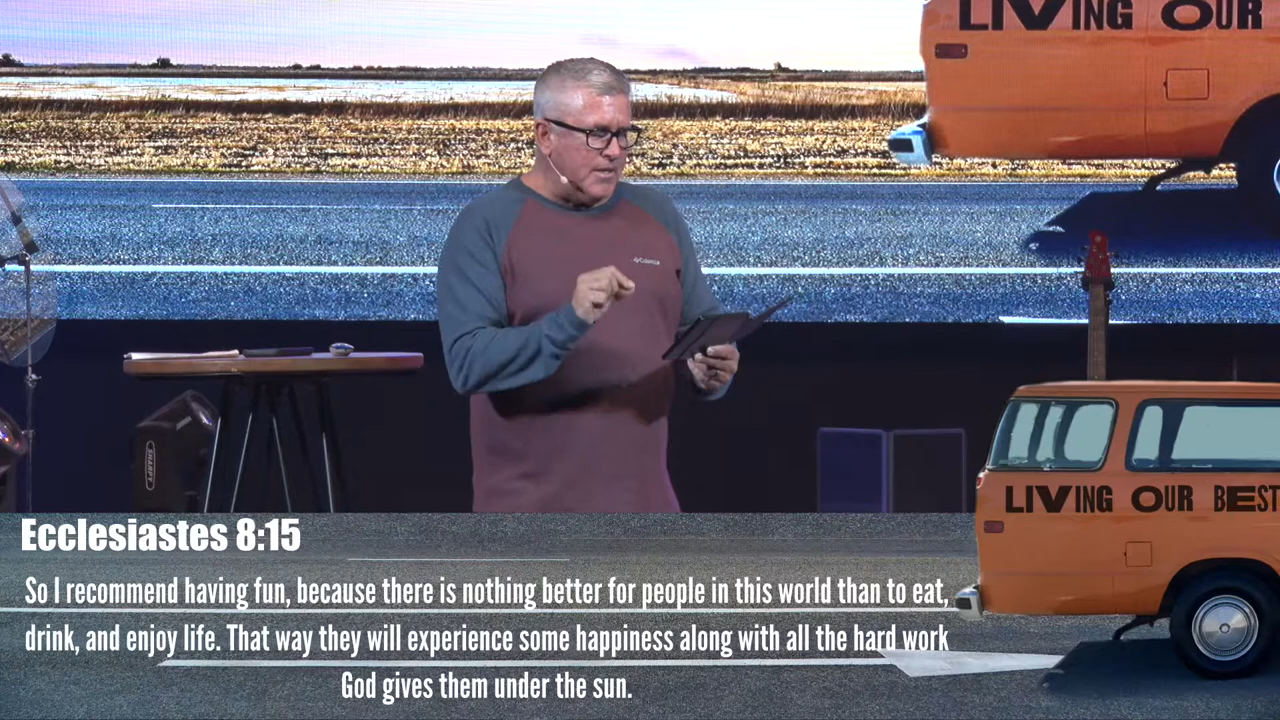 LIVING OUR
Columbia
SHARPY
LIVING OUR BEST
Ecclesiastes 8:15
So I recommend having fun, because there is nothing better for people in this world than to eat,
drink, and enjoy life. That way they will experience some happiness along with all the hard work
God gives them under the sun.